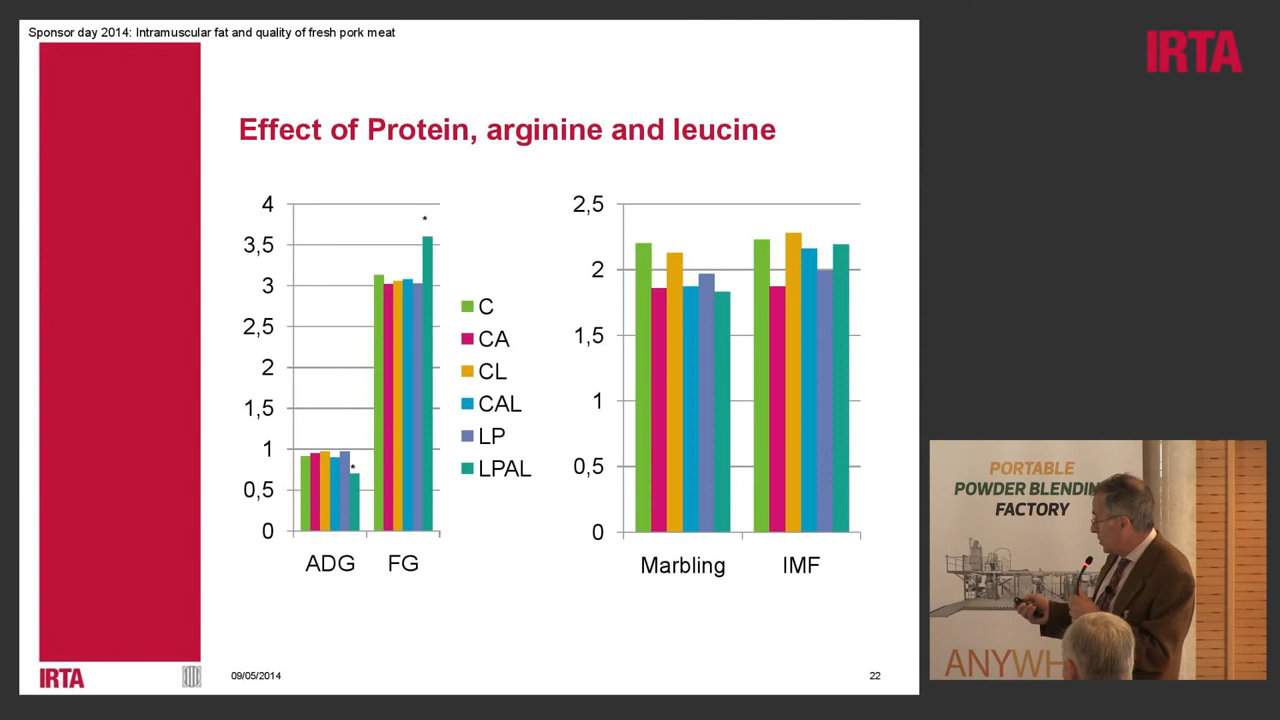 Sponsor day 2014: Intramuscular fat and quality of fresh pork meat
IRTA
Effect of Protein, arginine and leucine
4
3,5
3
2,5
2
1,5
1
0,5
0
*
*
ADG
FG
C
CA
CL
CAL
LP
LPAL
2,5
2
1,5
1
0,5
0
Marbling
IMF
PORTABLE
POWDER BLENDIN
FACTORY
ANYWH
IRTA
09/05/2014
22